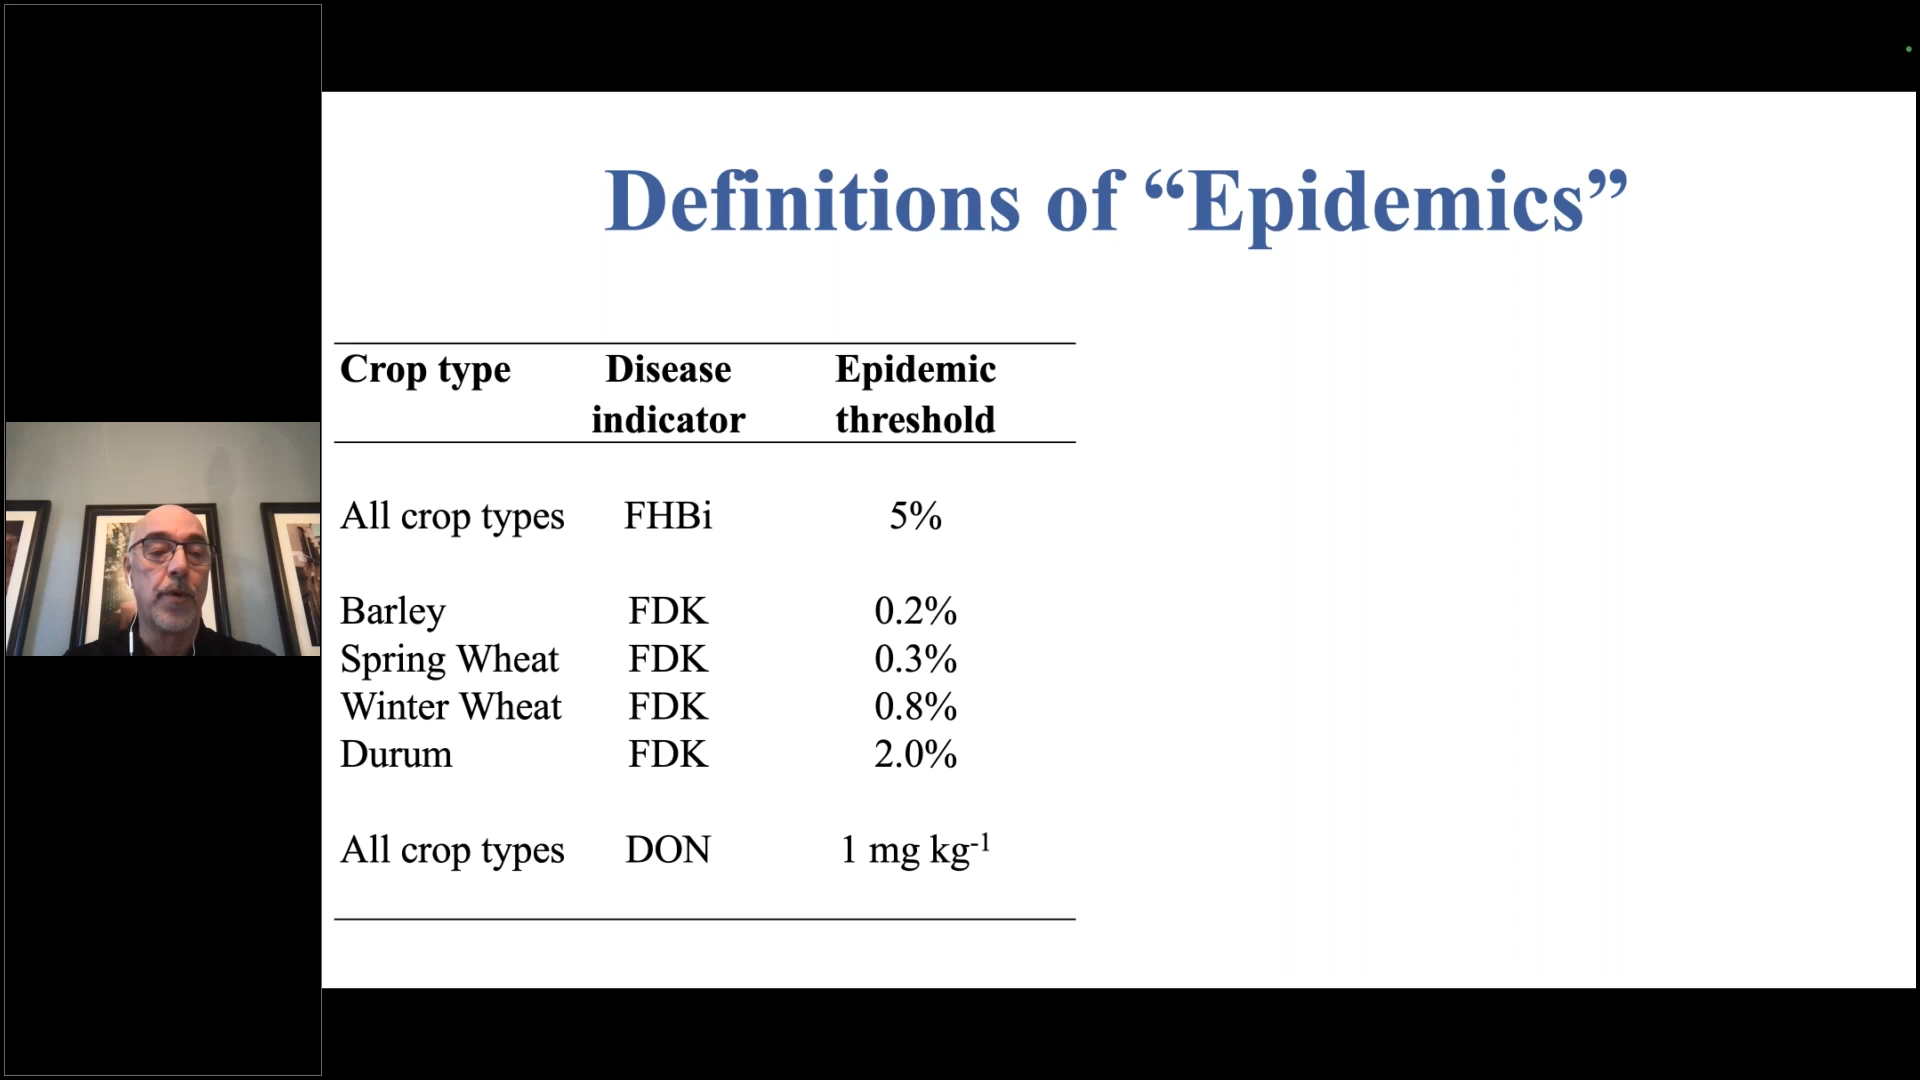 Definitions of “Epidemics”
Crop type Disease indicator Epidemic threshold
All crop types FHBi 5%
Barley FDK 0.2%
Spring Wheat FDK 0.3%
Winter Wheat FDK 0.8%
Durum FDK 2.0%
All crop types DON 1 mg kg-1